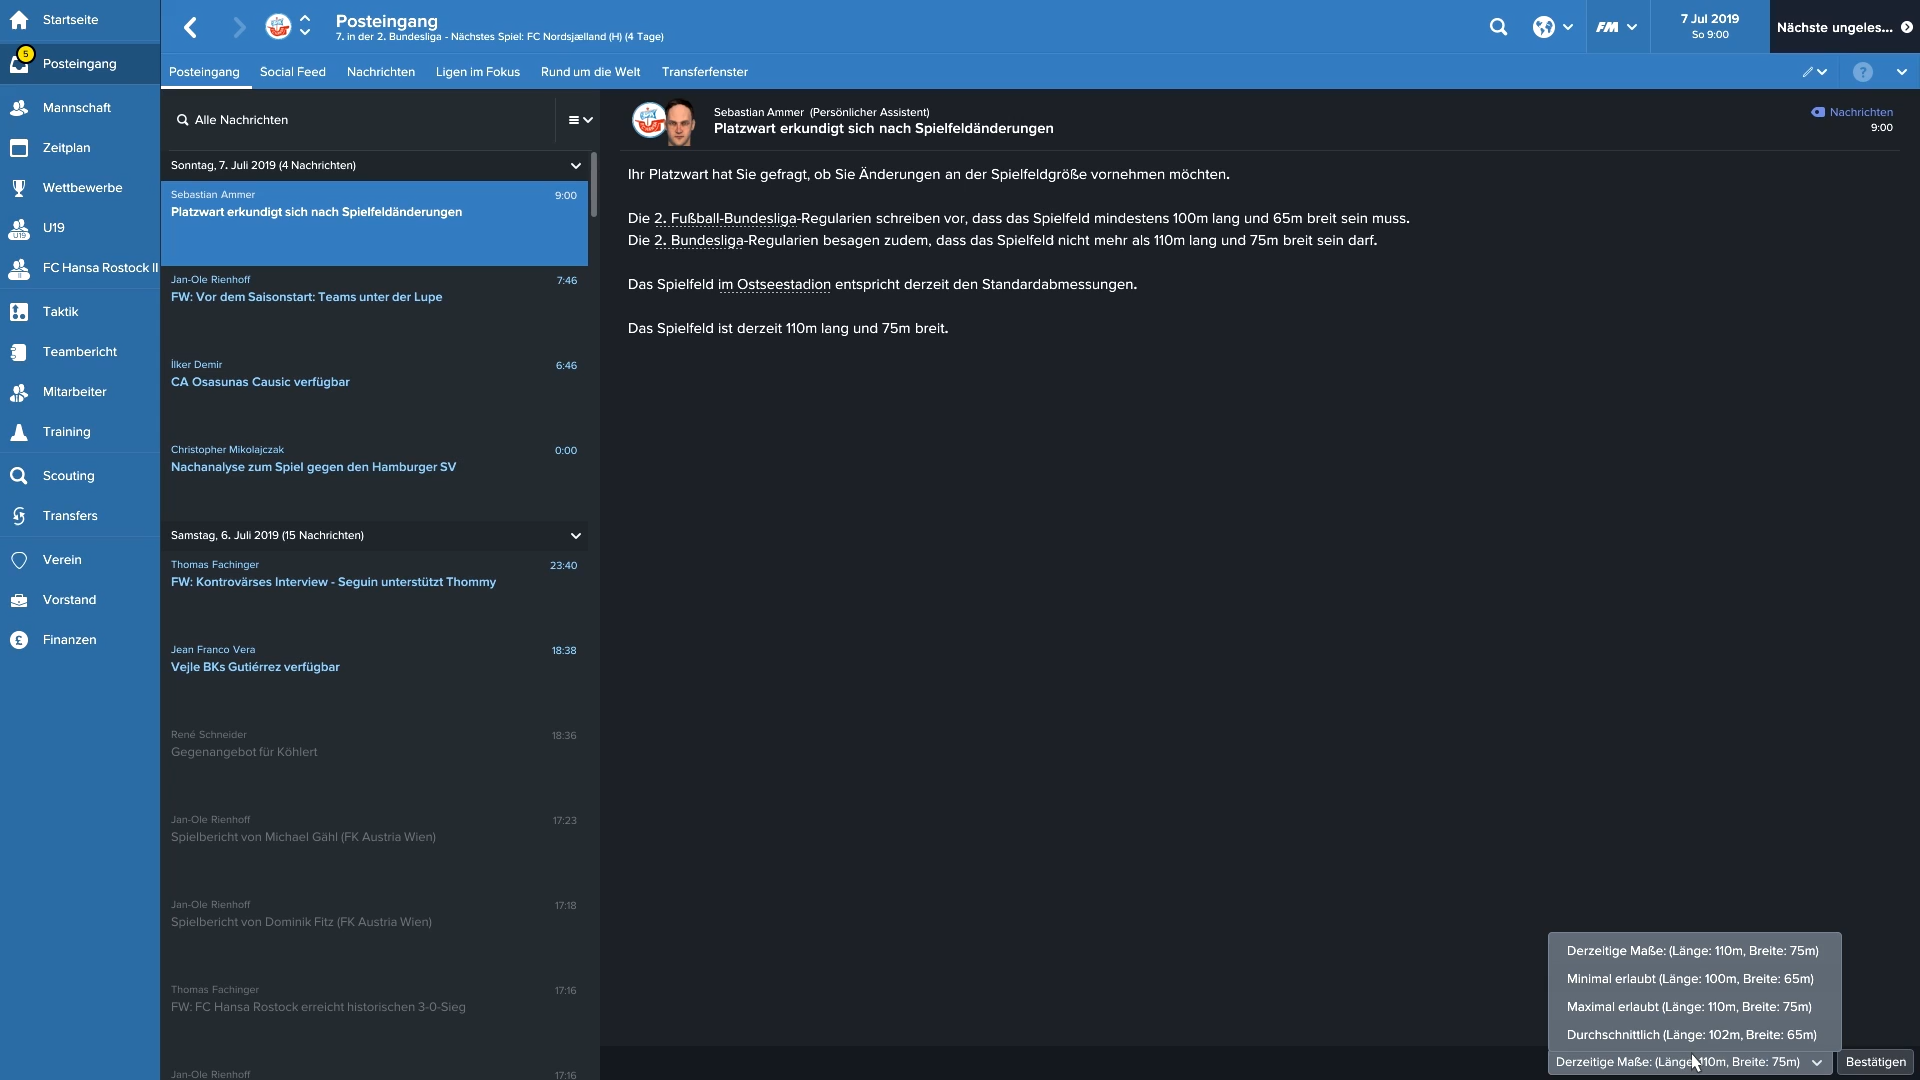 Startseite
5
Posteingang
Mannschaft
Zeitplan
Wettbewerbe
U19
U19
FC Hansa Rostock II
II
Taktik
Teambericht
Mitarbeiter
Training
Scouting
Transfers
Verein
Vorstand
£
Finanzen
Posteingang
7. in der 2. Bundesliga - Nächstes Spiel: FC Nordsjælland (H) (4 Tage)
FM
7 Jul 2019
So 9:00
Nächste ungeles...
Posteingang
Social Feed
Nachrichten
Ligen im Fokus
Rund um die Welt
Transferfenster
?
Alle Nachrichten
Sonntag, 7. Juli 2019 (4 Nachrichten)
Sebastian Ammer
9:00
Platzwart erkundigt sich nach Spielfeldänderungen
Jan-Ole Rienhoff
7:46
FW: Vor dem Saisonstart: Teams unter der Lupe
İlker Demir
6:46
CA Osasunas Causic verfügbar
Christopher Mikolajczak
0:00
Nachanalyse zum Spiel gegen den Hamburger SV
Samstag, 6. Juli 2019 (15 Nachrichten)
Thomas Fachinger
23:40
FW: Kontrovärses Interview - Seguin unterstützt Thommy
Jean Franco Vera
18:38
Vejle BKs Gutiérrez verfügbar
René Schneider
18:36
Gegenangebot für Köhlert
Jan-Ole Rienhoff
17:23
Spielbericht von Michael Gähl (FK Austria Wien)
Jan-Ole Rienhoff
17:18
Spielbericht von Dominik Fitz (FK Austria Wien)
Thomas Fachinger
17:16
FW: FC Hansa Rostock erreicht historischen 3-0-Sieg
Jan-Ole Rienhoff
17:16
Sebastian Ammer (Persönlicher Assistent)
Platzwart erkundigt sich nach Spielfeldänderungen
Nachrichten
9:00
Ihr Platzwart hat Sie gefragt, ob Sie Änderungen an der Spielfeldgröße vornehmen möchten.
Die 2. Fußball-Bundesliga-Regularien schreiben vor, dass das Spielfeld mindestens 100m lang und 65m breit sein muss.
Die 2. Bundesliga-Regularien besagen zudem, dass das Spielfeld nicht mehr als 110m lang und 75m breit sein darf.
Das Spielfeld im Ostseestadion entspricht derzeit den Standardabmessungen.
Das Spielfeld ist derzeit 110m lang und 75m breit.
Derzeitige Maße: (Länge: 110m, Breite: 75m)
Minimal erlaubt (Länge: 100m, Breite: 65m)
Maximal erlaubt (Länge: 110m, Breite: 75m)
Durchschnittlich (Länge: 102m, Breite: 65m)
Derzeitige Maße: (Länge: 110m, Breite: 75m)
Bestätigen